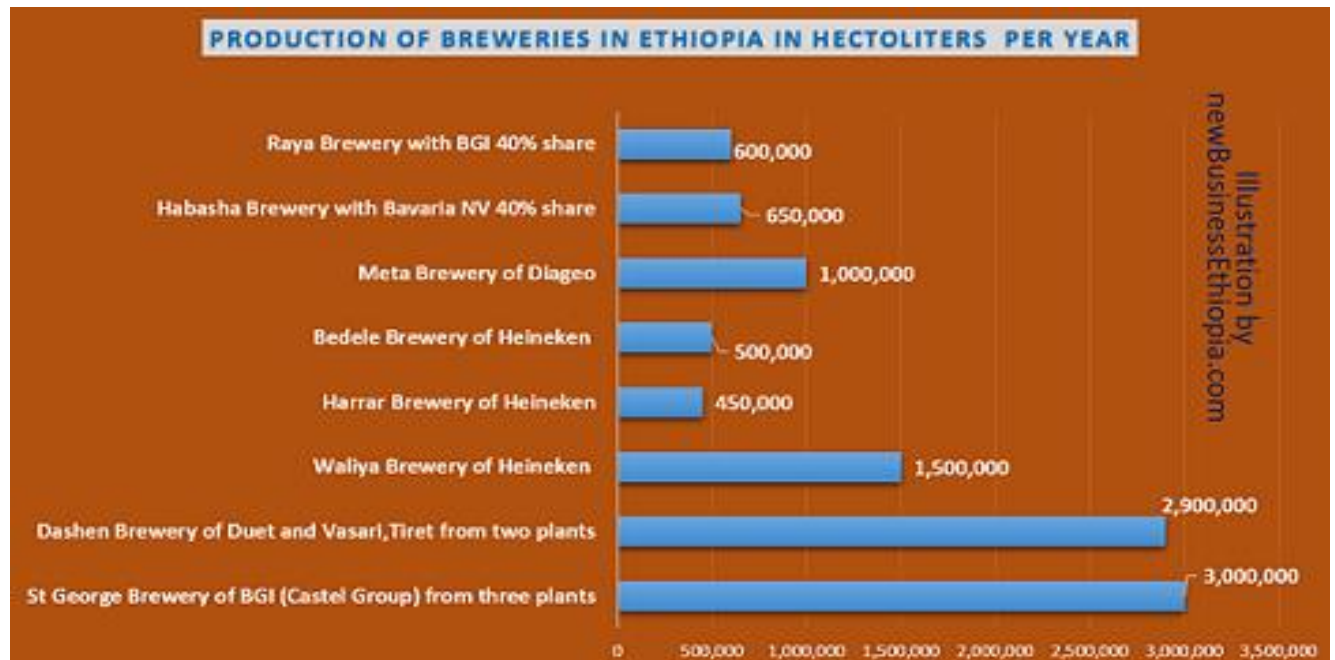 PRODUCTION OF BREWERIES IN ETHIOPIA IN HECTOLITERS PER YEAR
Raya Brewery with BGI 40% share
600,000
Habasha Brewery with Bavaria NV 40% share
650,000
Meta Brewery of Diageo
1,000,000
Bedele Brewery of Heineken
500,000
Harrar Brewery of Heineken
450,000
Waliya Brewery of Heineken
1,500,000
Dashen Brewery of Duet and Vasari,Tiret from two plants
2,900,000
St George Brewery of BGI (Castel Group) from three plants
3,000,000
0 500,000 1,000,000 1,500,000 2,000,000 2,500,000 3,000,000 3,500,000
Illustration by
newBusinessEthiopia.com